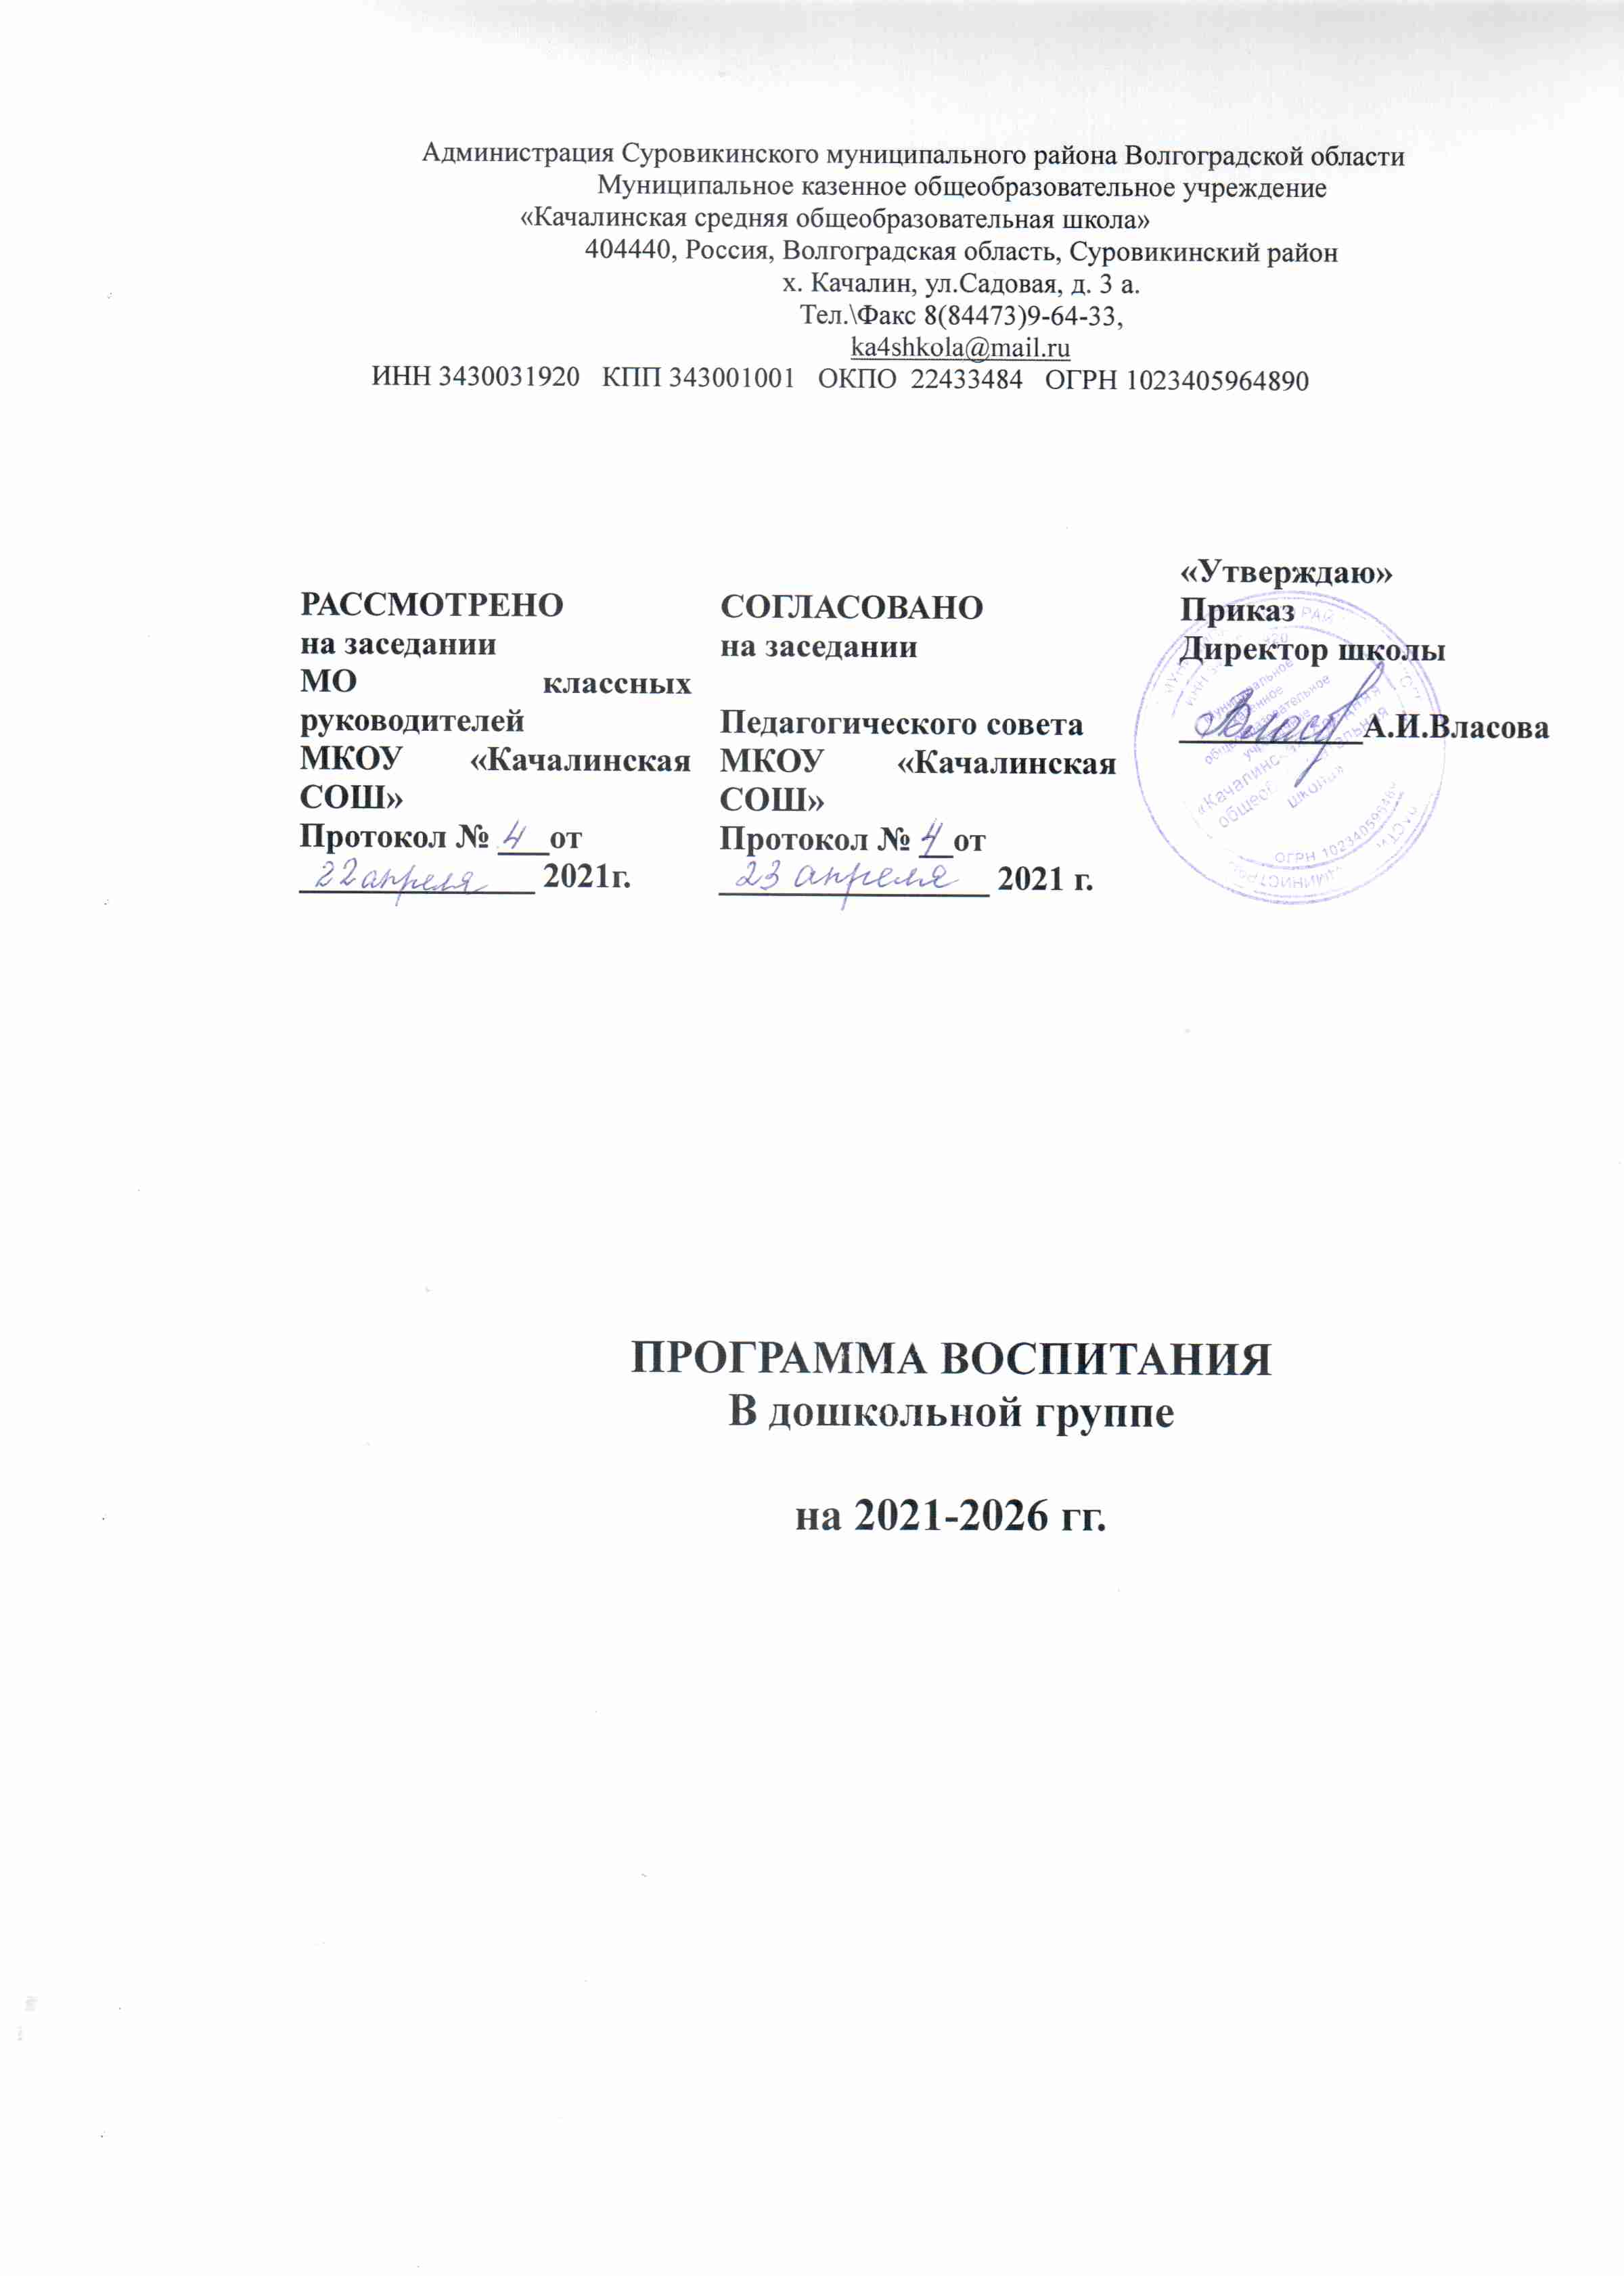 Администрация Суровикинского муниципального района Волгоградской области
Муниципальное казенное общеобразовательное учреждение
«Качалинская средняя общеобразовательная школа»
404440, Россия, Волгоградская область, Суровикинский район
х. Качалин, ул.Садовая, д. 3 а.
Тел.\Факс 8(84473)9-64-33,
ka4shkola@mail.ru
ИНН 3430031920 КПП 343001001 ОКПО 22433484 ОГРН 1023405964890
РАССМОТРЕНО
на заседании
МО классных
руководителей
МКОУ «Качалинская
СОШ»
Протокол № 4 от
22 апреля 2021г.
СОГЛАСОВАНО
на заседании
Педагогического совета
МКОУ «Качалинская
СОШ»
Протокол № 4 от
23 апреля 2021 г.
«Утверждаю»
Приказ
Директор школы
А.И.Власова
ПРОГРАММА ВОСПИТАНИЯ
В дошкольной группе
на 2021-2026 гг.